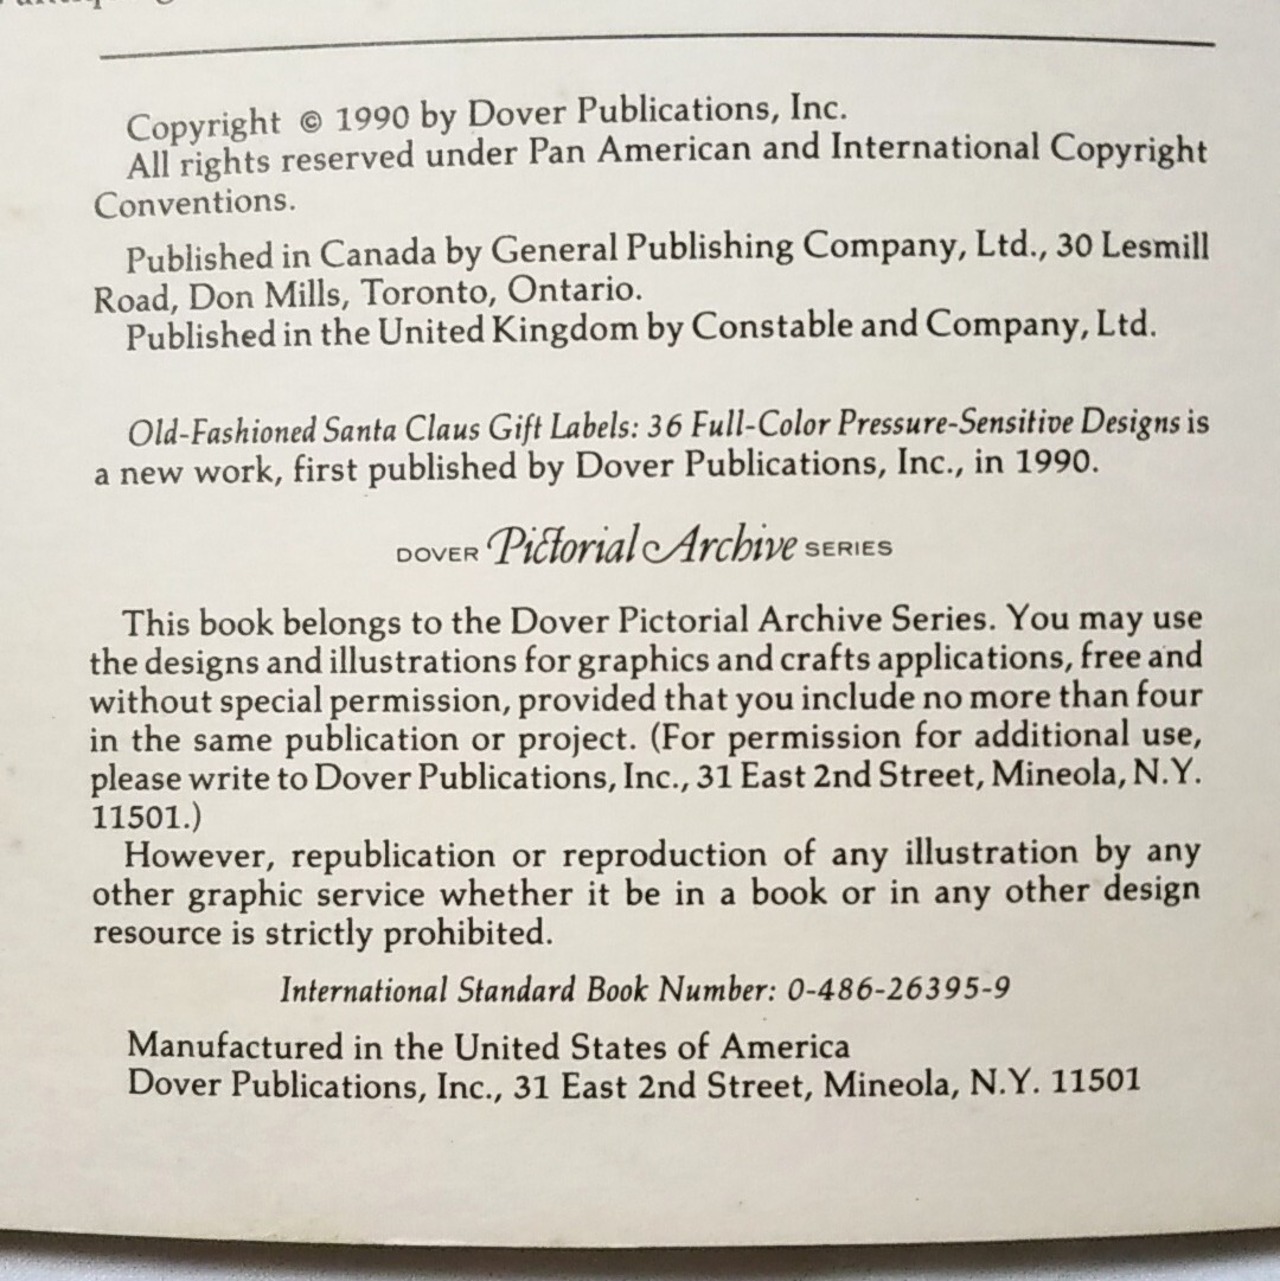 Copyright © 1990 by Dover Publications, Inc.
All rights reserved under Pan American and International Copyright
Conventions.
Published in Canada by General Publishing Company, Ltd., 30 Lesmill
Road, Don Mills, Toronto, Ontario.
Published in the United Kingdom by Constable and Company, Ltd.
Old-Fashioned Santa Claus Gift Labels: 36 Full-Color Pressure-Sensitive Designs is
a new work, first published by Dover Publications, Inc., in 1990.
DOVER Pictorial Archive SERIES
This book belongs to the Dover Pictorial Archive Series. You may use
the designs and illustrations for graphics and crafts applications, free and
without special permission, provided that you include no more than four
in the same publication or project. (For permission for additional use,
please write to Dover Publications, Inc., 31 East 2nd Street, Mineola, N.Y.
11501.)
However, republication or reproduction of any illustration by any
other graphic service whether it be in a book or in any other design
resource is strictly prohibited.
International Standard Book Number: 0-486-26395-9
Manufactured in the United States of America
Dover Publications, Inc., 31 East 2nd Street, Mineola, N.Y. 11501